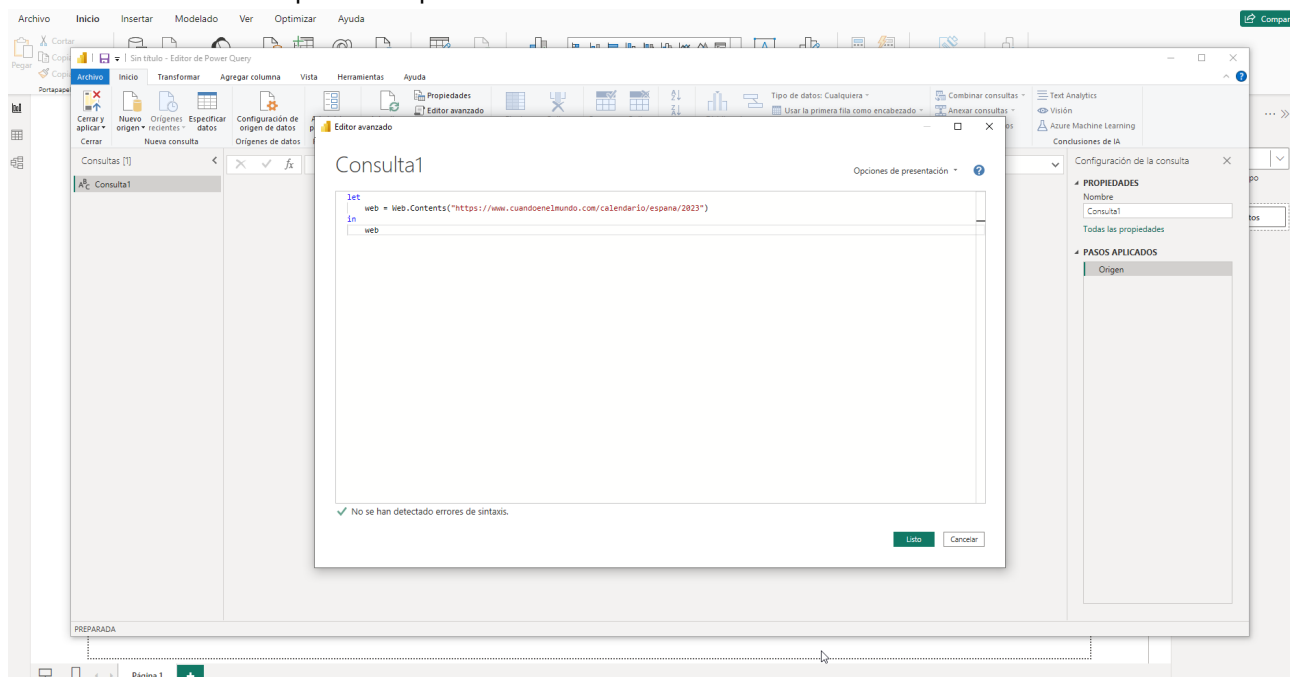 Archivo Inicio Insertar Modelado Ver Optimizar Ayuda
Compar
Cortar
Pegar
Sin título - Editor de Power Query
Archivo Inicio Transformar Agregar columna Vista Herramientas Ayuda
Propiedades
Editor avanzado
Tipo de datos: Cualquiera
Usar la primera fila como encabezado
Combinar consultas
Anexar consultas
Text Analytics
Visión
Azure Machine Learning
Cerrar y aplicar
Nuevo origen
Orígenes recientes
Especificar datos
Configuración de origen de datos
Cerrar Nueva consulta Orígenes de datos
Conclusiones de IA
Consultas [1]
Consulta1
Editor avanzado
Consulta1
Opciones de presentación
let
web = Web.Contents("https://www.cuandoenelmundo.com/calendario/espana/2023")
in
web
No se han detectado errores de sintaxis.
Listo Cancelar
Configuración de la consulta
PROPIEDADES
Nombre
Consulta1
Todas las propiedades
PASOS APLICADOS
Origen
PREPARADA
Página 1